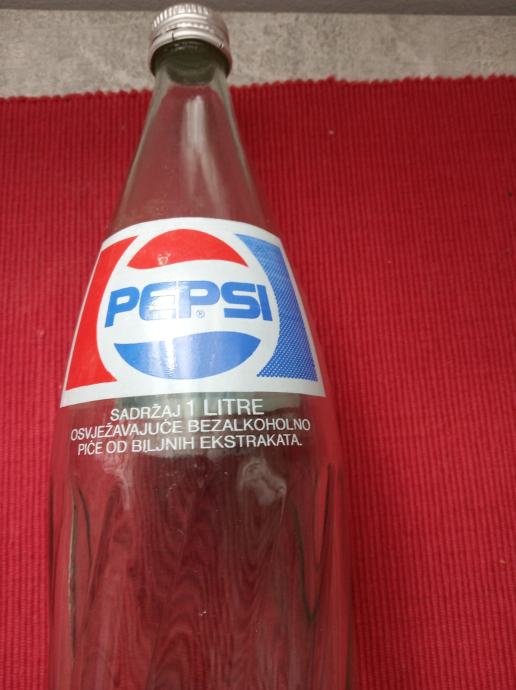 PEPSI®
SADRŽAJ 1 LITRE
OSVJEŽAVAJUĆE BEZALKOHOLNO
PIĆE OD BILJNIH EKSTRAKATA.